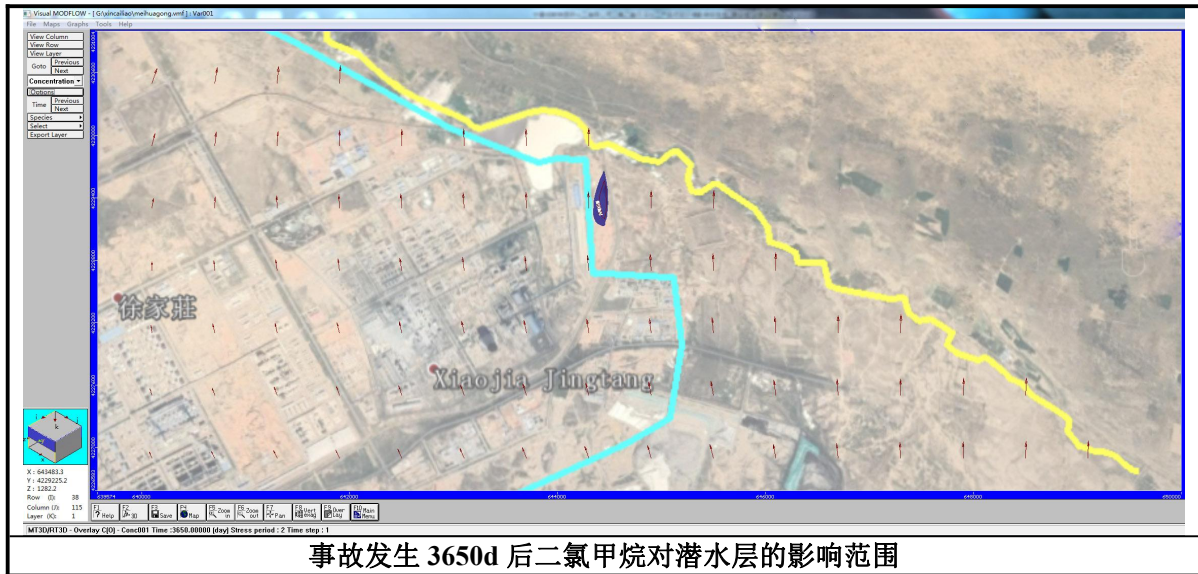 Visual MODFLOW - [ G:\xincailiao\meihuagong.vmf ] : Var001
File Maps Graphs Tools Help
View Column
View Row
View Layer
Goto
Previous
Next
Concentration
Options
Time
Previous
Next
Species
Select
Export Layer
徐家莊
Xiaojia Jingtang
X : 643483.3
Y : 4229225.2
Z : 1282.2
Row (I): 38
Column (J): 115
Layer (K): 1
639574 640000 642000 644000 646000 648000 650000
F1 ? Help
F2 3D
F3 Save
F4 Map
F5 Zoom in
F6 Zoom out
F7 Pan
F8 Vert exag
F9 Over Lay
F10 Main Menu
MT3D/RT3D - Overlay C(O) - Conc001 Time :3650.00000 (day) Stress period : 2 Time step : 1
事故发生 3650d 后二氯甲烷对潜水层的影响范围